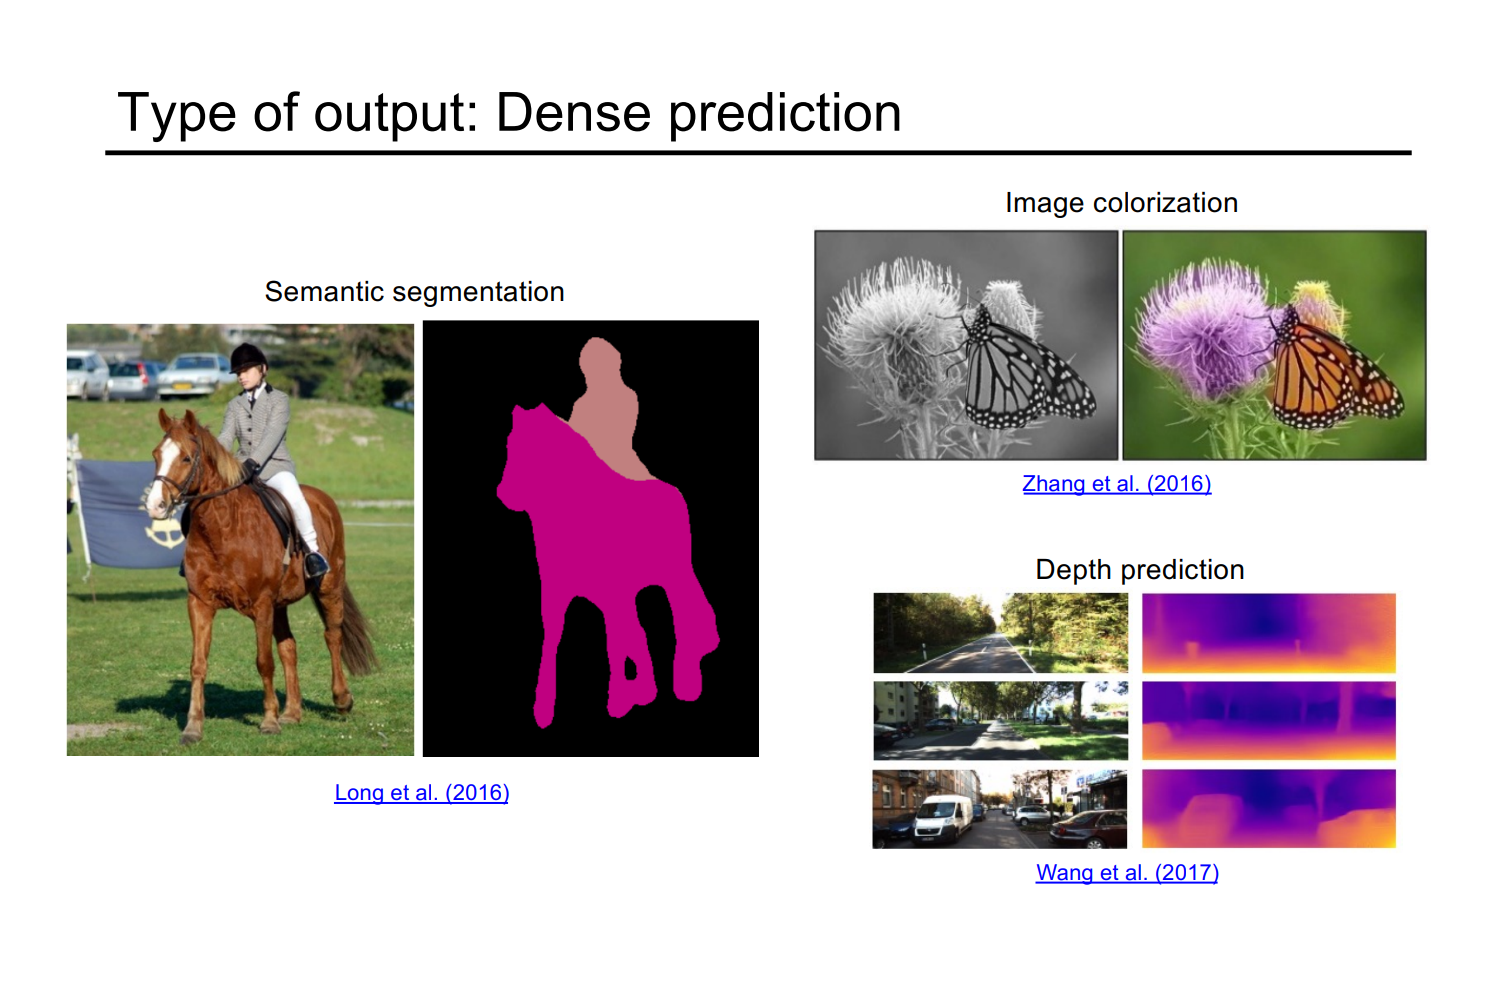 Type of output: Dense prediction
Semantic segmentation
Long et al. (2016)
Image colorization
Zhang et al. (2016)
Depth prediction
Wang et al. (2017)